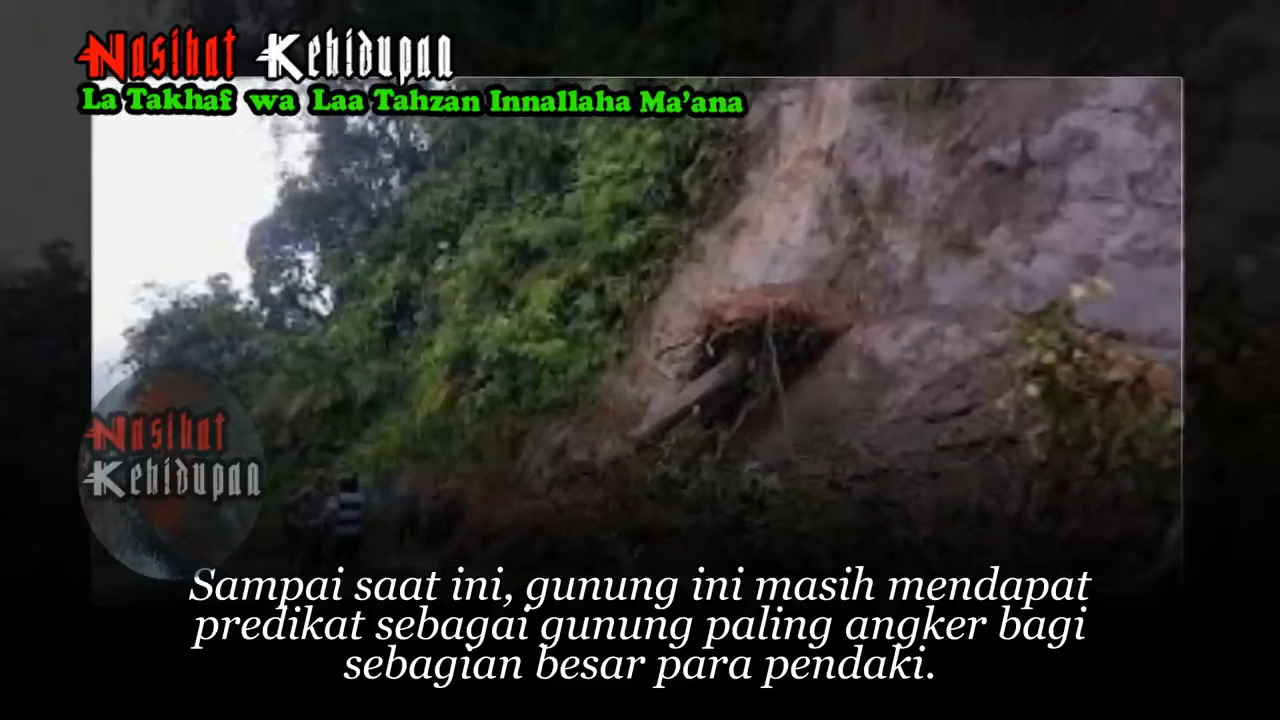 Nasihat Kehidupan
La Takhaf wa Laa Tahzan Innallaha Ma'ana
Nasihat
Kehidupan
Sampai saat ini, gunung ini masih mendapat
predikat sebagai gunung paling angker bagi
sebagian besar para pendaki.